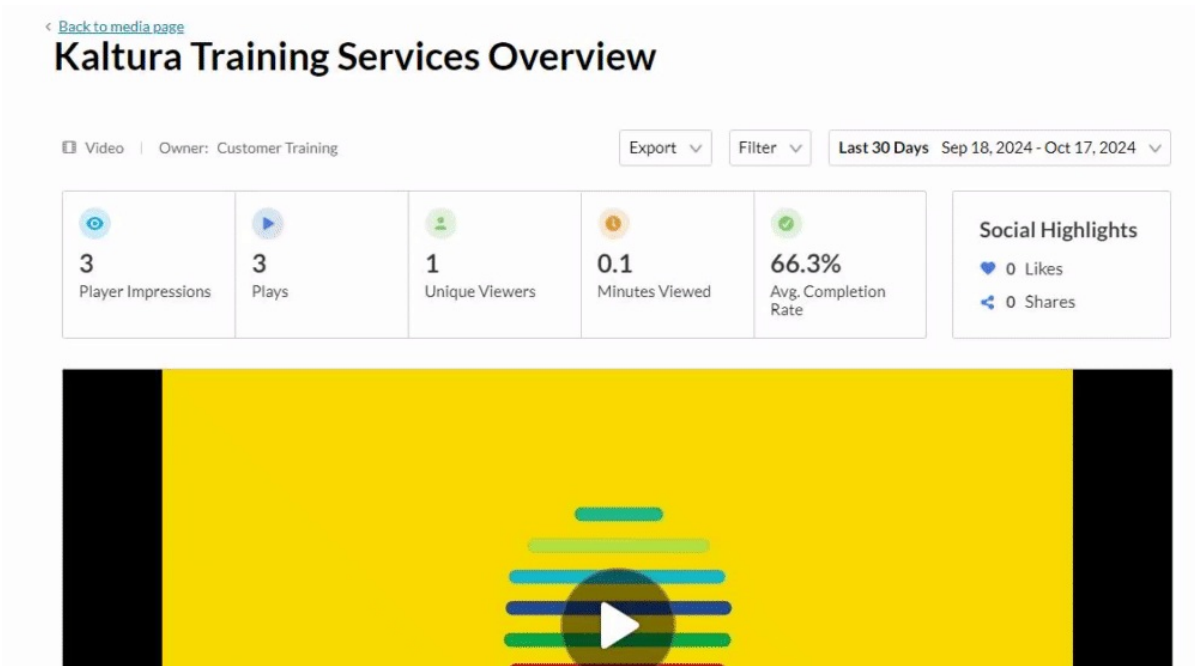 Back to media page
Kaltura Training Services Overview
Video | Owner: Customer Training
Export
Filter
Last 30 Days Sep 18, 2024 - Oct 17, 2024
3
Player Impressions
3
Plays
1
Unique Viewers
0.1
Minutes Viewed
66.3%
Avg. Completion
Rate
Social Highlights
0 Likes
0 Shares